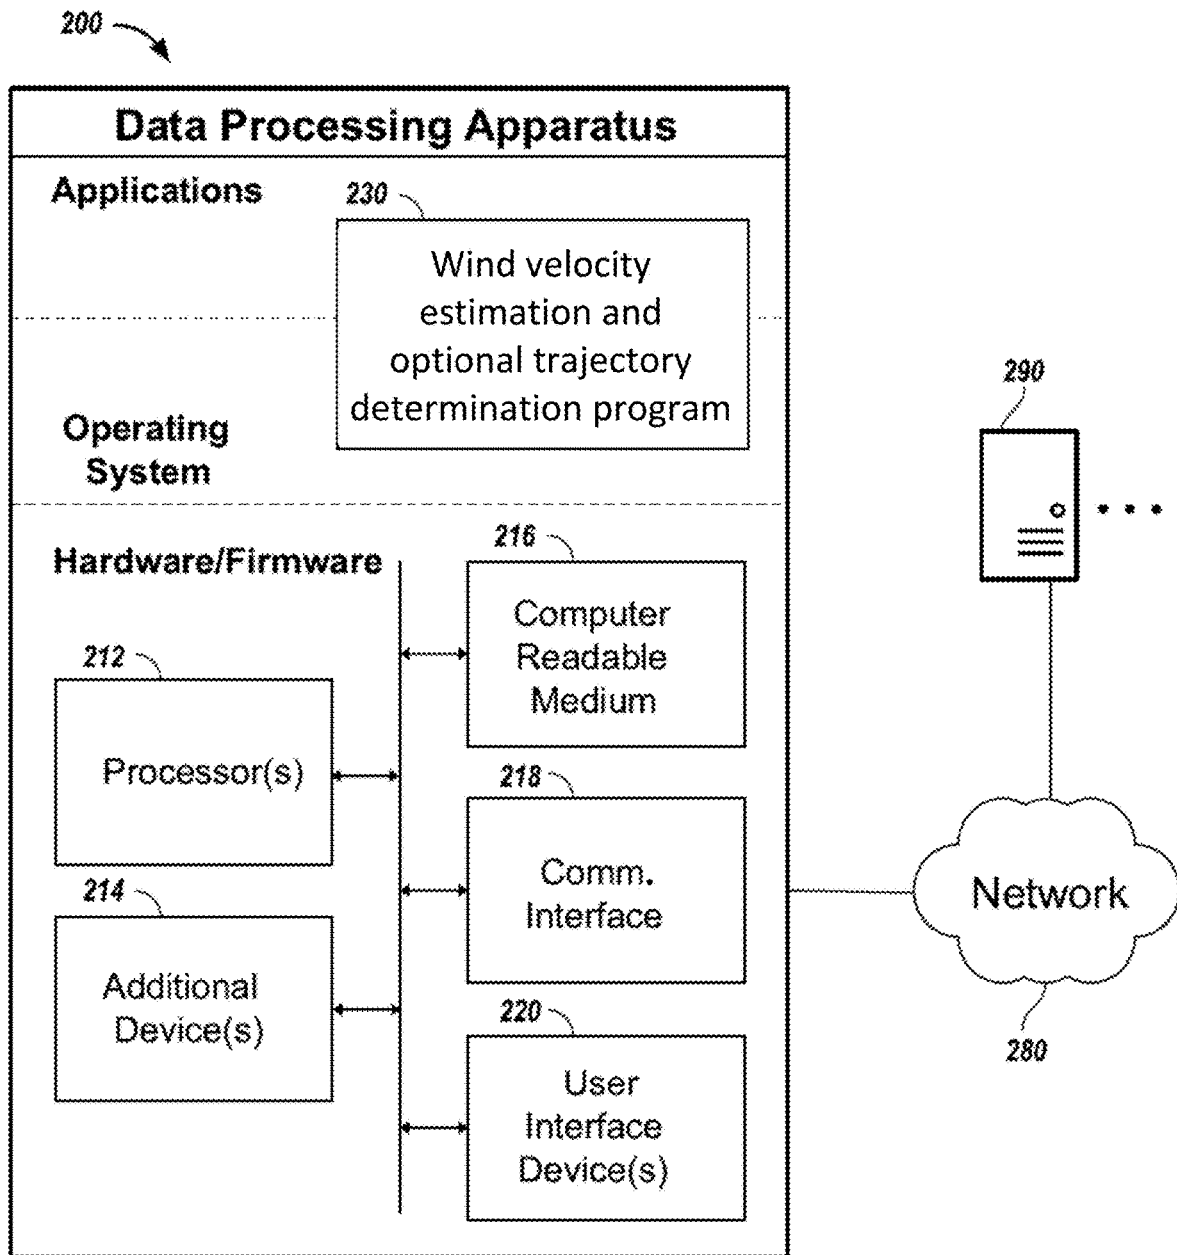 200
Data Processing Apparatus
Applications
230
Wind velocity
estimation and
optional trajectory
determination program
Operating
System
290
Hardware/Firmware
216
Computer
Readable
Medium
212
Processor(s)
218
Comm.
Interface
Network
280
214
Additional
Device(s)
220
User
Interface
Device(s)